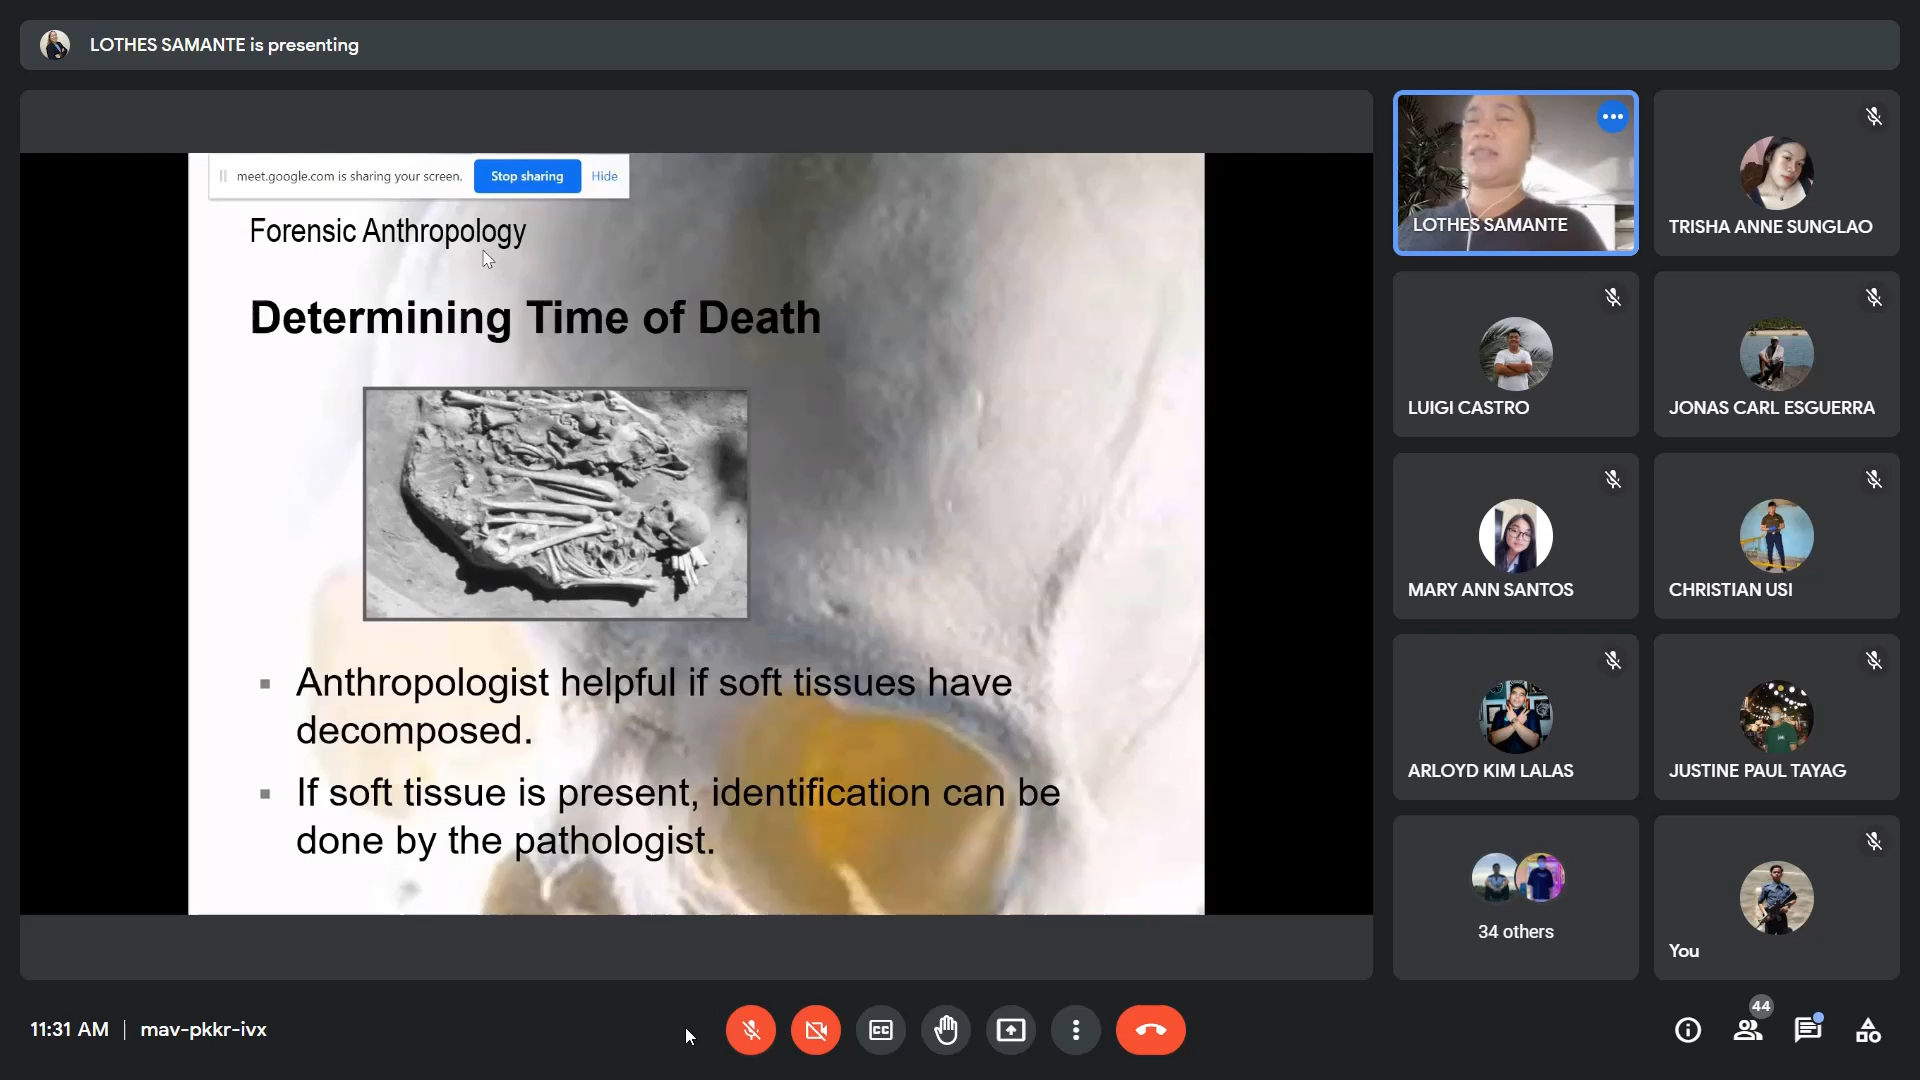 LOTHES SAMANTE is presenting
meet.google.com is sharing your screen.
Stop sharing
Hide
Forensic Anthropology
Determining Time of Death
Anthropologist helpful if soft tissues have
decomposed.
If soft tissue is present, identification can be
done by the pathologist.
LOTHES SAMANTE
TRISHA ANNE SUNGLAO
LUIGI CASTRO
JONAS CARL ESGUERRA
MARY ANN SANTOS
CHRISTIAN USI
ARLOYD KIM LALAS
JUSTINE PAUL TAYAG
34 others
You
11:31 AM | mav-pkkr-ivx
CC
44